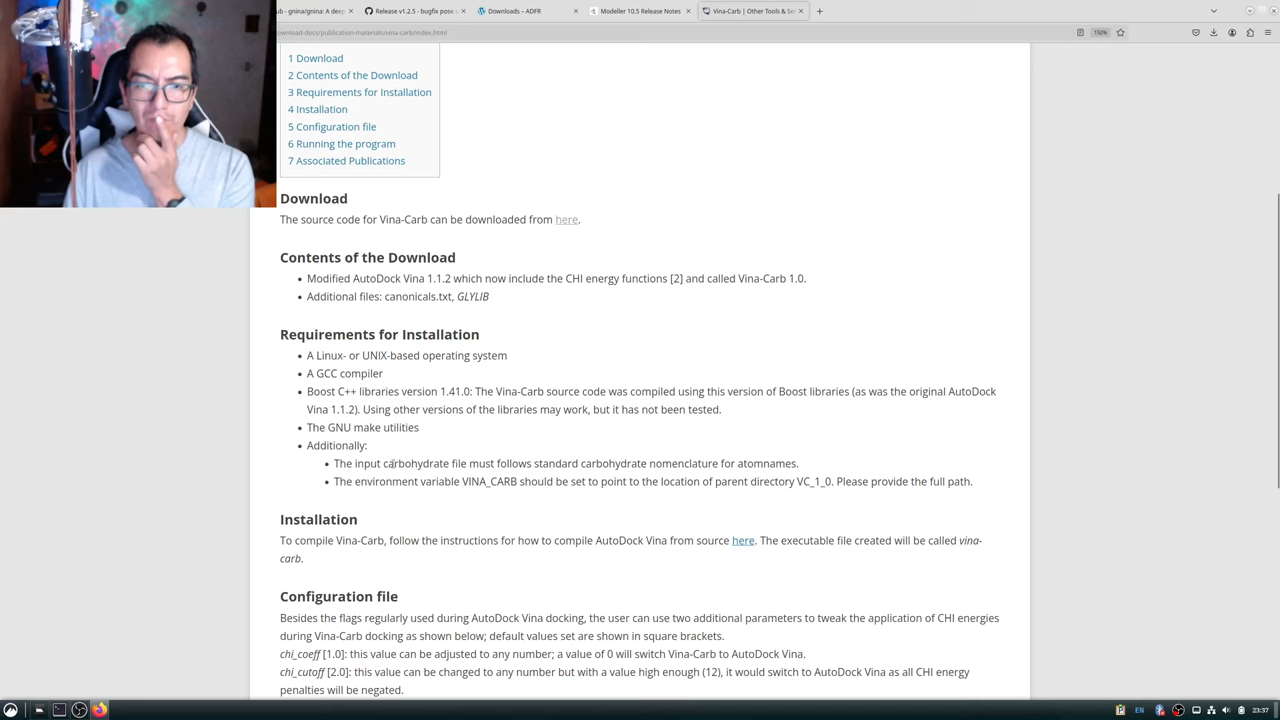 ub - gnina/gnina: A deep
Release v1.2.5 - bugfix pose s
Downloads – ADFR
Modeller 10.5 Release Notes
Vina-Carb | Other Tools & Se
ownload-docs/publication-materials/vina-carb/index.html
150%
1 Download
2 Contents of the Download
3 Requirements for Installation
4 Installation
5 Configuration file
6 Running the program
7 Associated Publications
Download
The source code for Vina-Carb can be downloaded from here.
Contents of the Download
• Modified AutoDock Vina 1.1.2 which now include the CHI energy functions [2] and called Vina-Carb 1.0.
• Additional files: canonicals.txt, GLYLIB
Requirements for Installation
• A Linux- or UNIX-based operating system
• A GCC compiler
• Boost C++ libraries version 1.41.0: The Vina-Carb source code was compiled using this version of Boost libraries (as was the original AutoDock
Vina 1.1.2). Using other versions of the libraries may work, but it has not been tested.
• The GNU make utilities
• Additionally:
• The input carbohydrate file must follows standard carbohydrate nomenclature for atomnames.
• The environment variable VINA_CARB should be set to point to the location of parent directory VC_1_0. Please provide the full path.
Installation
To compile Vina-Carb, follow the instructions for how to compile AutoDock Vina from source here. The executable file created will be called vina-
carb.
Configuration file
Besides the flags regularly used during AutoDock Vina docking, the user can use two additional parameters to tweak the application of CHI energies
during Vina-Carb docking as shown below; default values set are shown in square brackets.
chi_coeff [1.0]: this value can be adjusted to any number; a value of 0 will switch Vina-Carb to AutoDock Vina.
chi_cutoff [2.0]: this value can be changed to any number but with a value high enough (12), it would switch to AutoDock Vina as all CHI energy
penalties will be negated.
EN
23:37